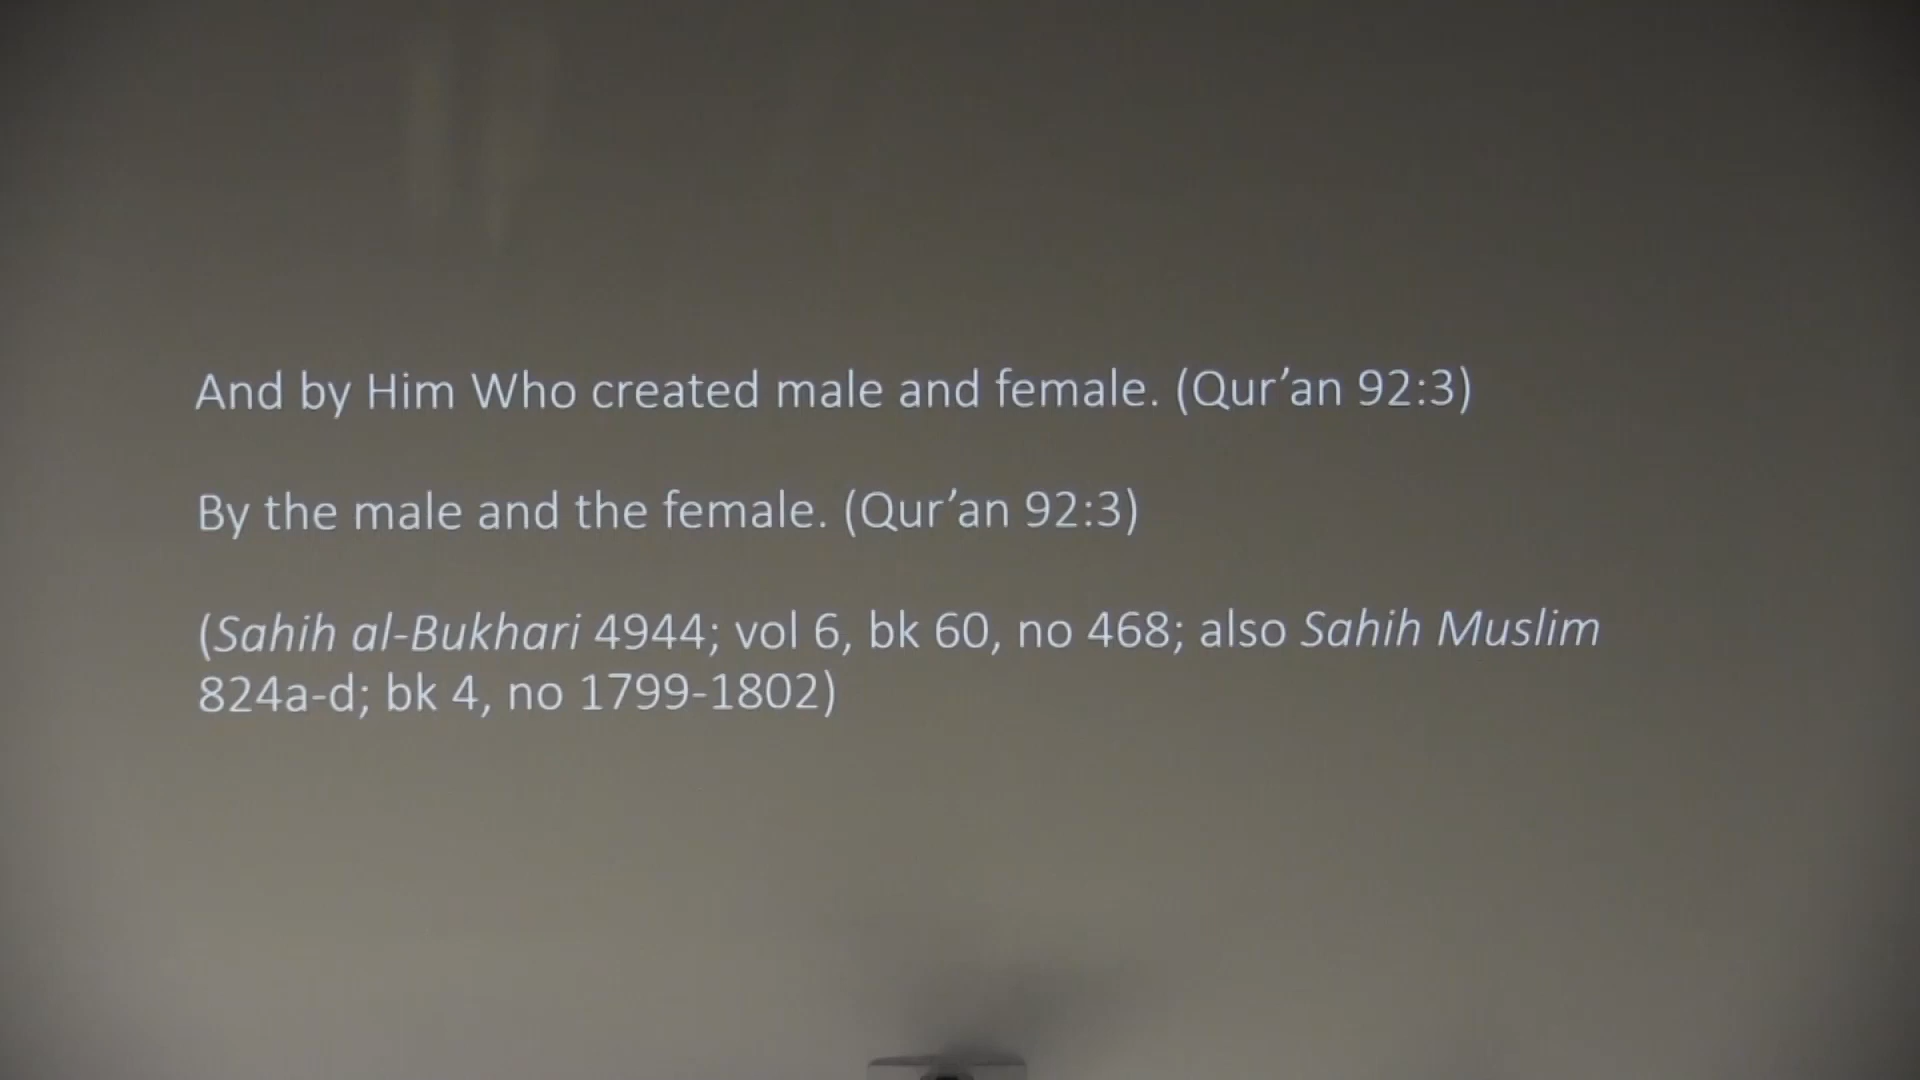 And by Him Who created male and female. (Qur’an 92:3)
By the male and the female. (Qur’an 92:3)
(Sahih al-Bukhari 4944; vol 6, bk 60, no 468; also Sahih Muslim
824a-d; bk 4, no 1799-1802)